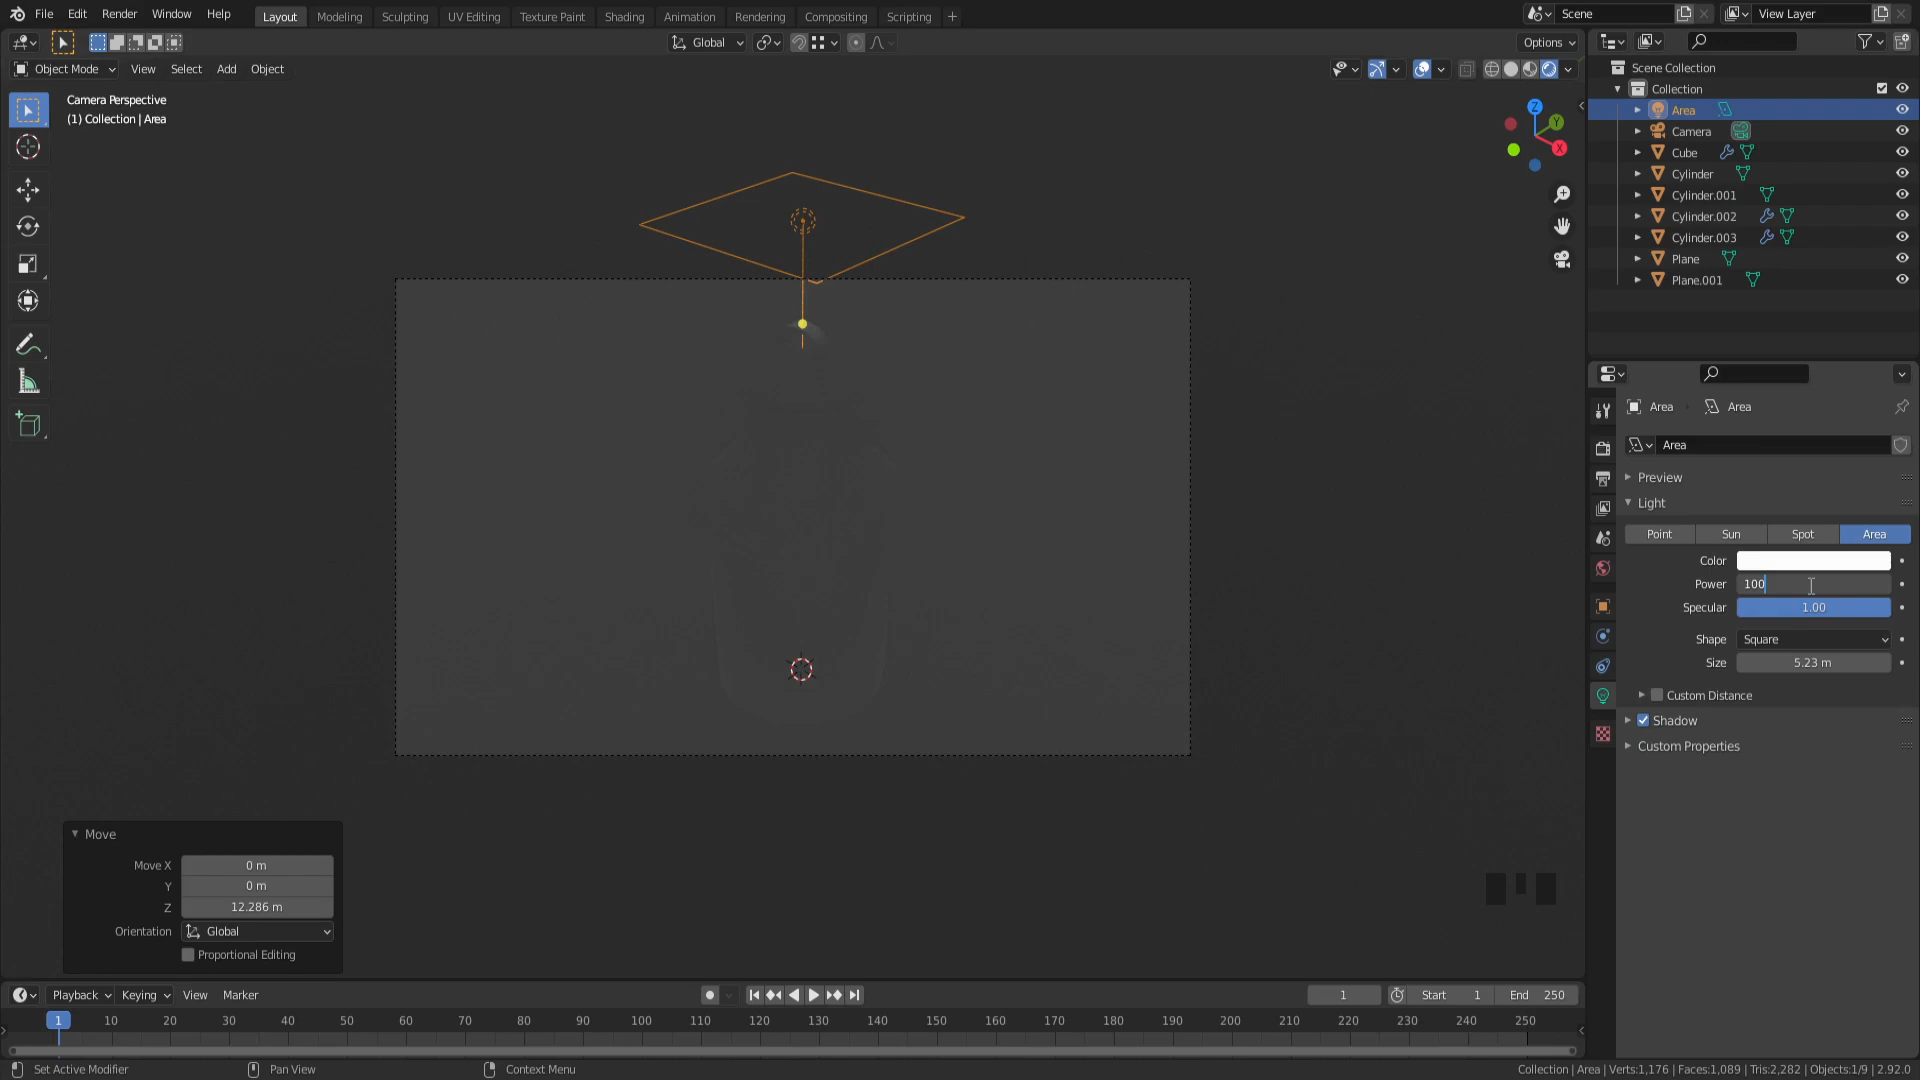 File Edit Render Window Help Layout Modeling Sculpting UV Editing Texture Paint Shading Animation Rendering Compositing Scripting + Scene View Layer
Global Options
Object Mode View Select Add Object
Camera Perspective
(1) Collection | Area
Z
Y
X
Scene Collection
Collection
Area
Camera
Cube
Cylinder
Cylinder.001
Cylinder.002
Cylinder.003
Plane
Plane.001
Area Area
Area
Preview
Light
Point Sun Spot Area
Color
Power 100
Specular 1.00
Shape Square
Size 5.23 m
Custom Distance
Shadow
Custom Properties
Move
Move X 0 m
Y 0 m
Z 12.286 m
Orientation Global
Proportional Editing
Playback Keying View Marker 1 Start 1 End 250
1 10 20 30 40 50 60 70 80 90 100 110 120 130 140 150 160 170 180 190 200 210 220 230 240 250
Set Active Modifier Pan View Context Menu Collection | Area | Verts:1,176 | Faces:1,089 | Tris:2,282 | Objects:1/9 | 2.92.0